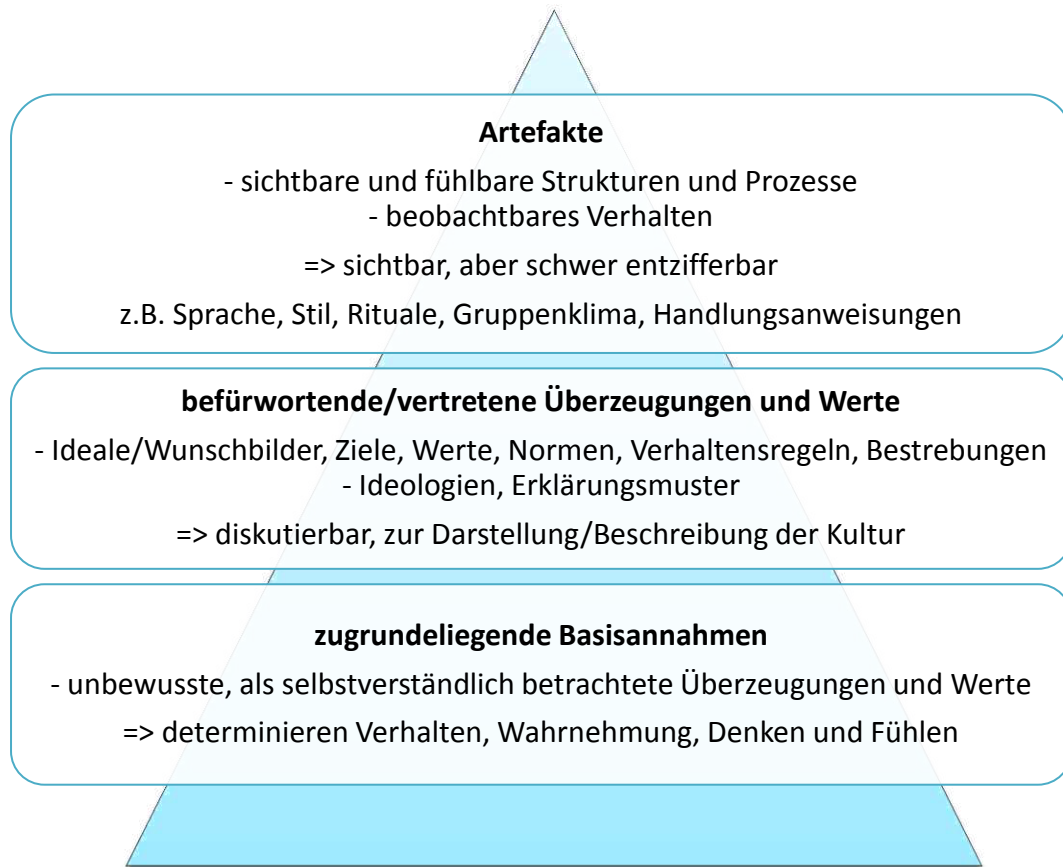 Artefakte
- sichtbare und fühlbare Strukturen und Prozesse
- beobachtbares Verhalten
=> sichtbar, aber schwer entzifferbar
z.B. Sprache, Stil, Rituale, Gruppenklima, Handlungsanweisungen
befürwortende/vertretene Überzeugungen und Werte
- Ideale/Wunschbilder, Ziele, Werte, Normen, Verhaltensregeln, Bestrebungen
- Ideologien, Erklärungsmuster
=> diskutierbar, zur Darstellung/Beschreibung der Kultur
zugrundeliegende Basisannahmen
- unbewusste, als selbstverständlich betrachtete Überzeugungen und Werte
=> determinieren Verhalten, Wahrnehmung, Denken und Fühlen